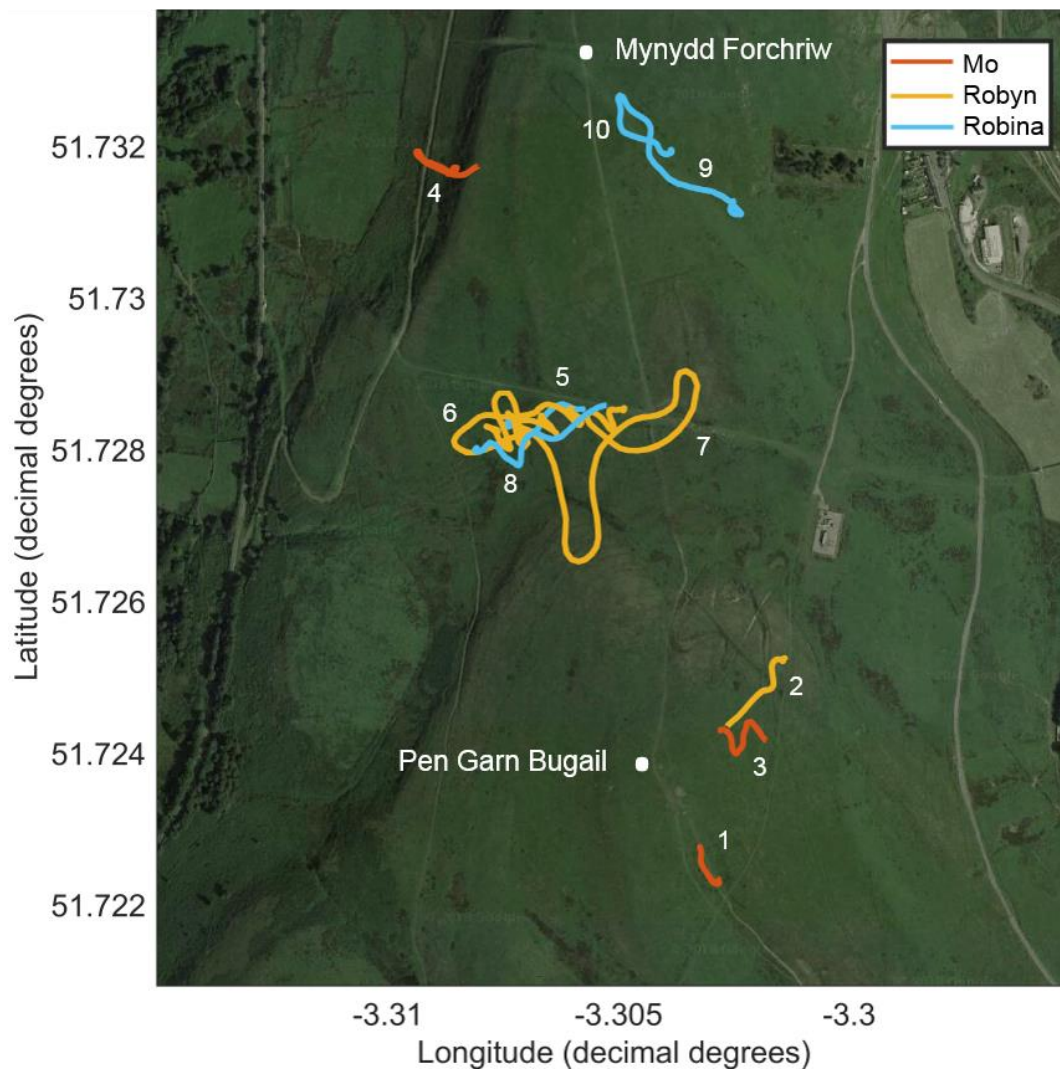 Mynydd Forchriw
Mo
Robyn
Robina
10
9
4
5
6
7
8
2
3
Pen Garn Bugail
1
51.732
51.73
51.728
51.726
51.724
51.722
Latitude (decimal degrees)
-3.31
-3.305
-3.3
Longitude (decimal degrees)